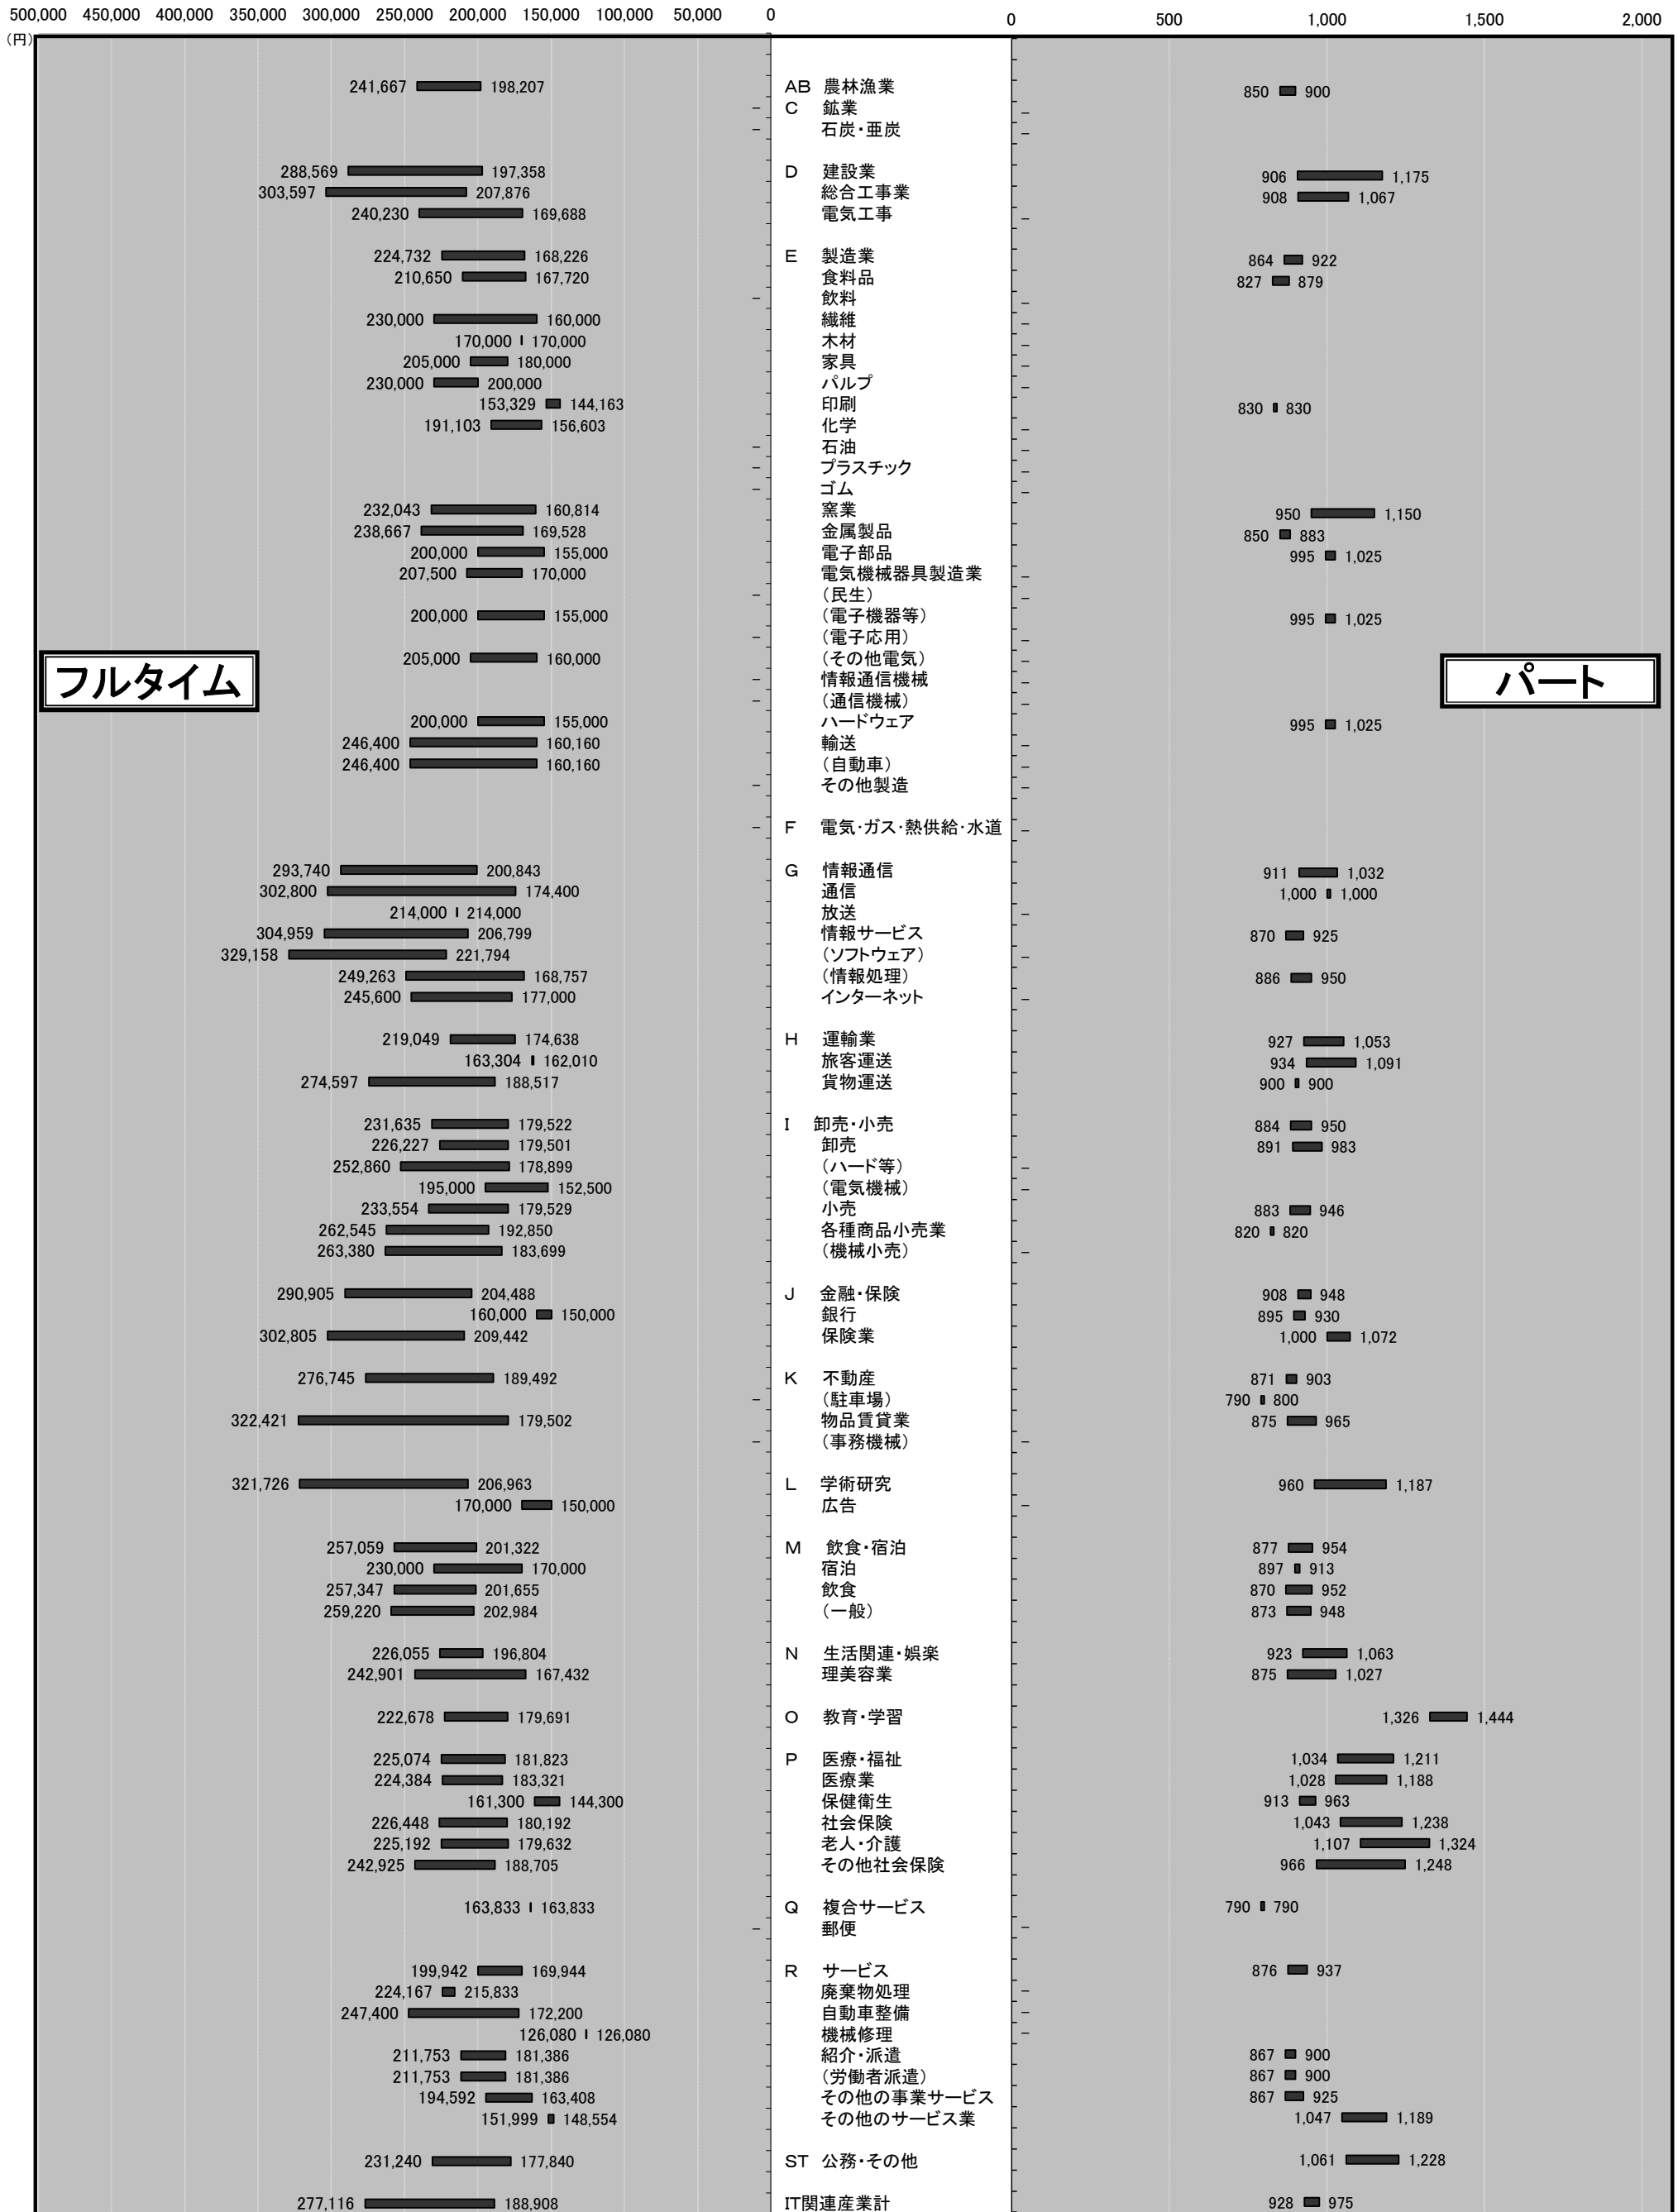 500,000 450,000 400,000 350,000 300,000 250,000 200,000 150,000 100,000 50,000 0 0 500 1,000 1,500 2,000
(円)
241,667 198,207 AB 農林漁業 850 900
– C 鉱業 –
– 石炭・亜炭 –
288,569 197,358 D 建設業 906 1,175
303,597 207,876 総合工事業 908 1,067
240,230 169,688 電気工事 –
224,732 168,226 E 製造業 864 922
210,650 167,720 食料品 827 879
– 飲料 –
230,000 160,000 繊維 –
170,000 170,000 木材 –
205,000 180,000 家具 –
230,000 200,000 パルプ –
153,329 144,163 印刷 830 830
191,103 156,603 化学 –
– 石油 –
– プラスチック –
– ゴム –
232,043 160,814 窯業 950 1,150
238,667 169,528 金属製品 850 883
200,000 155,000 電子部品 995 1,025
207,500 170,000 電気機械器具製造業 –
– (民生) –
200,000 155,000 (電子機器等) 995 1,025
– (電子応用) –
205,000 160,000 (その他電気) –
フルタイム – 情報通信機械 – パート
– (通信機械) –
200,000 155,000 ハードウェア 995 1,025
246,400 160,160 輸送 –
246,400 160,160 (自動車) –
– その他製造 –
– F 電気・ガス・熱供給・水道 –
293,740 200,843 G 情報通信 911 1,032
302,800 174,400 通信 1,000 1,000
214,000 214,000 放送 –
304,959 206,799 情報サービス 870 925
329,158 221,794 (ソフトウェア) –
249,263 168,757 (情報処理) 886 950
245,600 177,000 インターネット –
219,049 174,638 H 運輸業 927 1,053
163,304 162,010 旅客運送 934 1,091
274,597 188,517 貨物運送 900 900
231,635 179,522 I 卸売・小売 884 950
226,227 179,501 卸売 891 983
252,860 178,899 (ハード等) –
195,000 152,500 (電気機械) –
233,554 179,529 小売 883 946
262,545 192,850 各種商品小売業 820 820
263,380 183,699 (機械小売) –
290,905 204,488 J 金融・保険 908 948
160,000 150,000 銀行 895 930
302,805 209,442 保険業 1,000 1,072
276,745 189,492 K 不動産 871 903
– (駐車場) 790 800
322,421 179,502 物品賃貸業 875 965
– (事務機械) –
321,726 206,963 L 学術研究 960 1,187
170,000 150,000 広告 –
257,059 201,322 M 飲食・宿泊 877 954
230,000 170,000 宿泊 897 913
257,347 201,655 飲食 870 952
259,220 202,984 (一般) 873 948
226,055 196,804 N 生活関連・娯楽 923 1,063
242,901 167,432 理美容業 875 1,027
222,678 179,691 O 教育・学習 1,326 1,444
225,074 181,823 P 医療・福祉 1,034 1,211
224,384 183,321 医療業 1,028 1,188
161,300 144,300 保健衛生 913 963
226,448 180,192 社会保険 1,043 1,238
225,192 179,632 老人・介護 1,107 1,324
242,925 188,705 その他社会保険 966 1,248
163,833 163,833 Q 複合サービス 790 790
– 郵便 –
199,942 169,944 R サービス 876 937
224,167 215,833 廃棄物処理 –
247,400 172,200 自動車整備 –
126,080 126,080 機械修理 –
211,753 181,386 紹介・派遣 867 900
211,753 181,386 (労働者派遣) 867 900
194,592 163,408 その他の事業サービス 867 925
151,999 148,554 その他のサービス業 1,047 1,189
231,240 177,840 ST 公務・その他 1,061 1,228
277,116 188,908 IT関連産業計 928 975